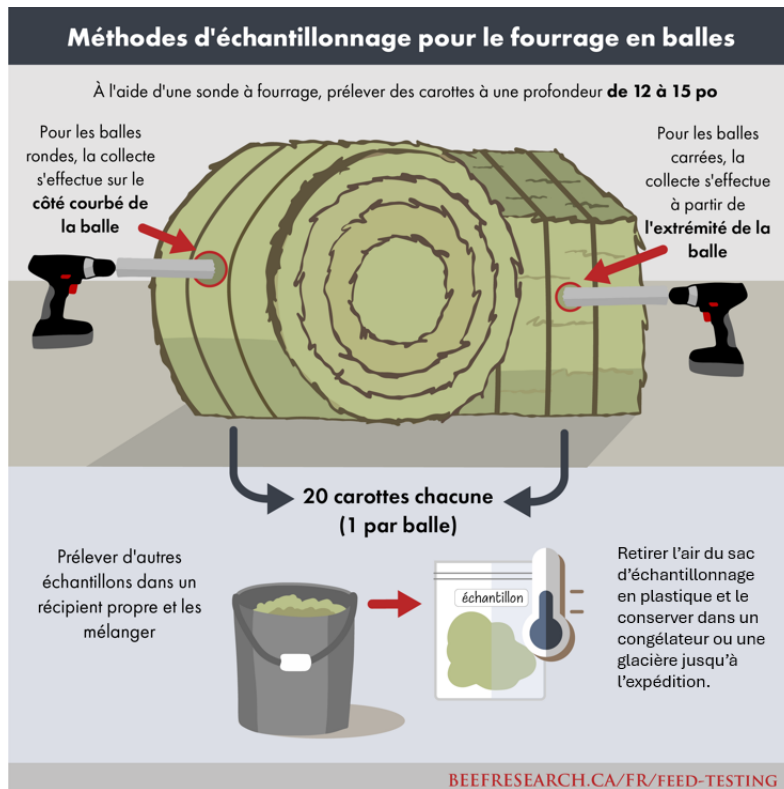 Méthodes d'échantillonnage pour le fourrage en balles
À l'aide d'une sonde à fourrage, prélever des carottes à une profondeur de 12 à 15 po
Pour les balles
rondes, la collecte
s'effectue sur le
côté courbé de
la balle
Pour les balles
carrées, la
collecte s'effectue
à partir de
l'extrémité de la
balle
20 carottes chacune
(1 par balle)
Prélever d'autres
échantillons dans un
récipient propre et les
mélanger
échantillon
Retirer l’air du sac
d’échantillonnage
en plastique et le
conserver dans un
congélateur ou une
glacière jusqu’à
l’expédition.
BEEFRESEARCH.CA/FR/FEED-TESTING